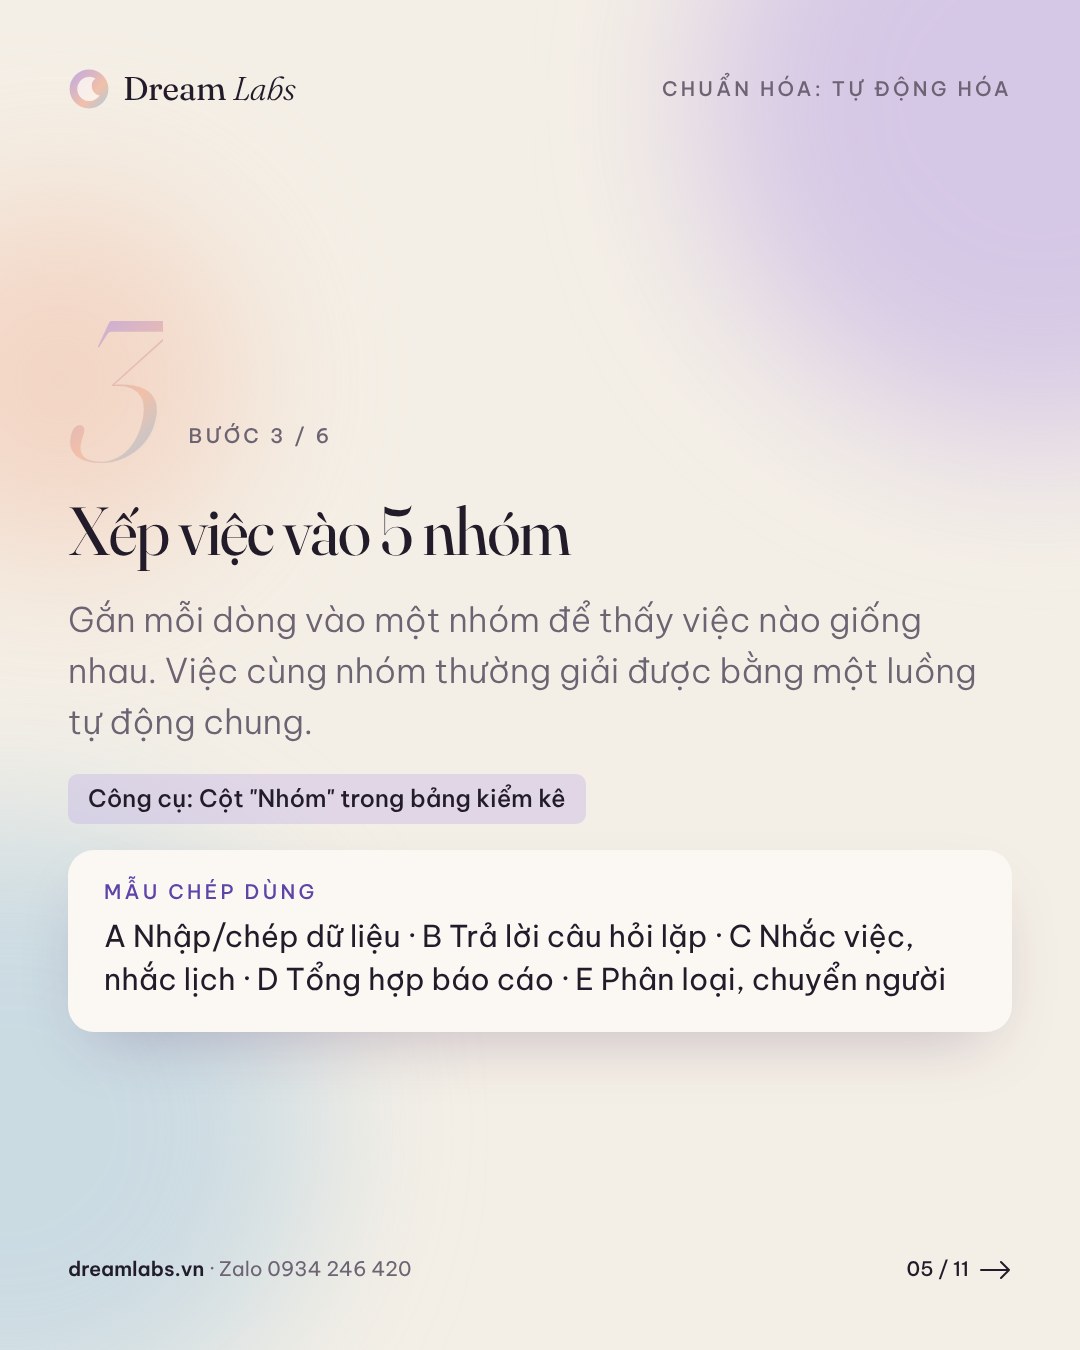 Dream Labs
CHUẨN HÓA: TỰ ĐỘNG HÓA
3
BƯỚC 3 / 6
Xếp việc vào 5 nhóm
Gắn mỗi dòng vào một nhóm để thấy việc nào giống
nhau. Việc cùng nhóm thường giải được bằng một luồng
tự động chung.
Công cụ: Cột "Nhóm" trong bảng kiểm kê
MẪU CHÉP DÙNG
A Nhập/chép dữ liệu · B Trả lời câu hỏi lặp · C Nhắc việc,
nhắc lịch · D Tổng hợp báo cáo · E Phân loại, chuyển người
dreamlabs.vn · Zalo 0934 246 420
05 / 11 →